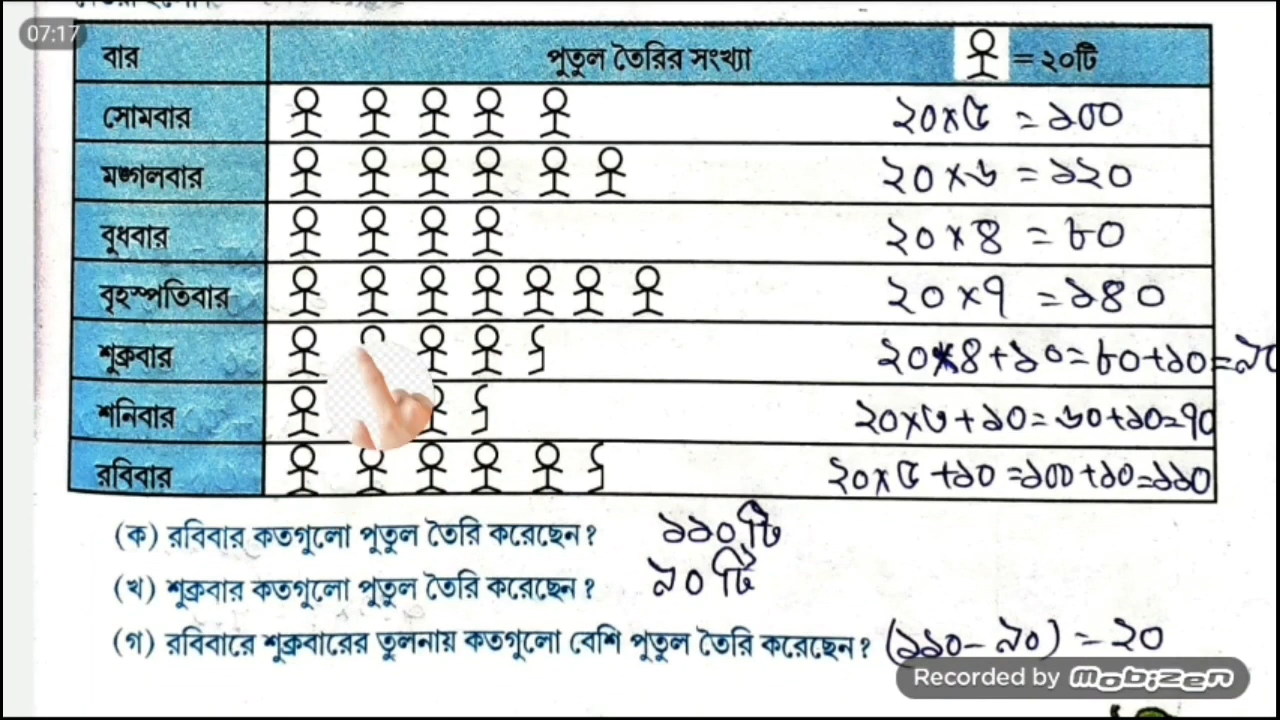 07:17
বার পুতুল তৈরির সংখ্যা = ২০টি
সোমবার ২০×৫ = ১০০
মঙ্গলবার ২০×৬ = ১২০
বুধবার ২০×৪ = ৮০
বৃহস্পতিবার ২০×৭ = ১৪০
শুক্রবার ২০×৪+১০=৮০+১০=৯০
শনিবার ২০×৩+১০=৬০+১০=৭০
রবিবার ২০×৫+১০=১০০+১০=১১০
(ক) রবিবার কতগুলো পুতুল তৈরি করেছেন? ১১০টি
(খ) শুক্রবার কতগুলো পুতুল তৈরি করেছেন? ৯০টি
(গ) রবিবারে শুক্রবারের তুলনায় কতগুলো বেশি পুতুল তৈরি করেছেন? (১১০-৯০) = ২০
Recorded by mobizen